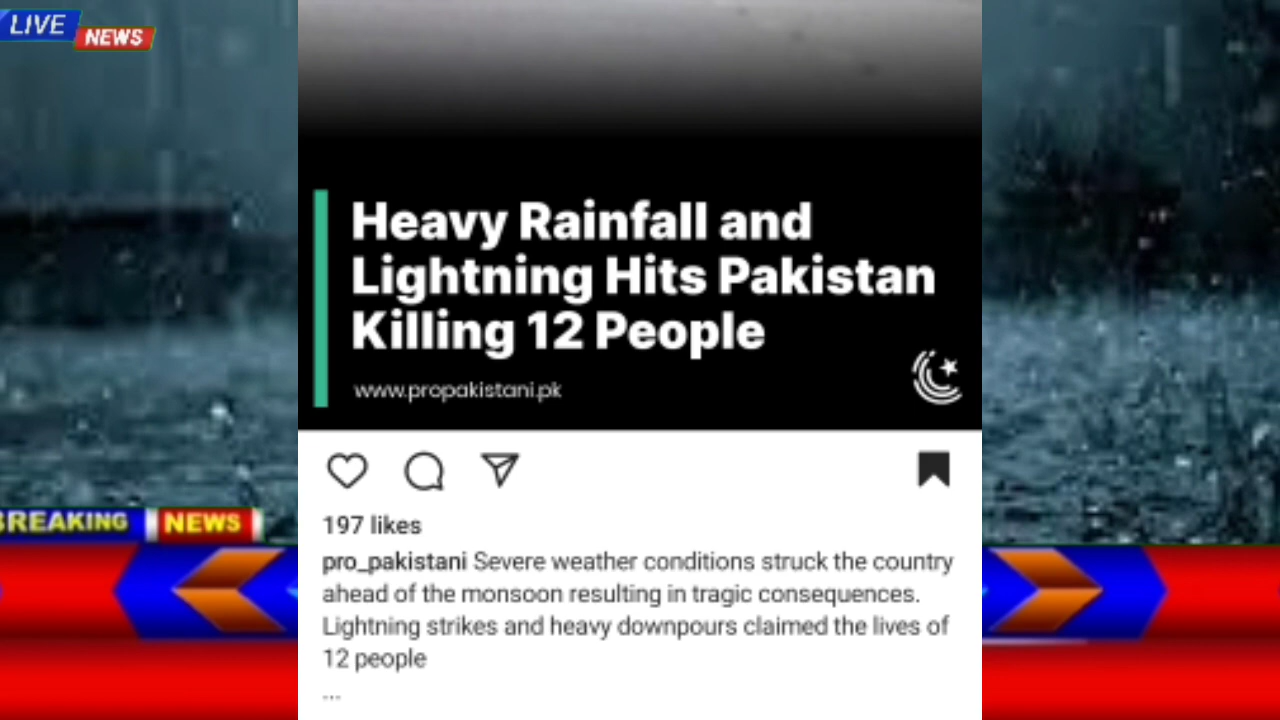 LIVE
NEWS
Heavy Rainfall and
Lightning Hits Pakistan
Killing 12 People
www.propakistani.pk
197 likes
BREAKING NEWS
pro_pakistani Severe weather conditions struck the country
ahead of the monsoon resulting in tragic consequences.
Lightning strikes and heavy downpours claimed the lives of
12 people
...